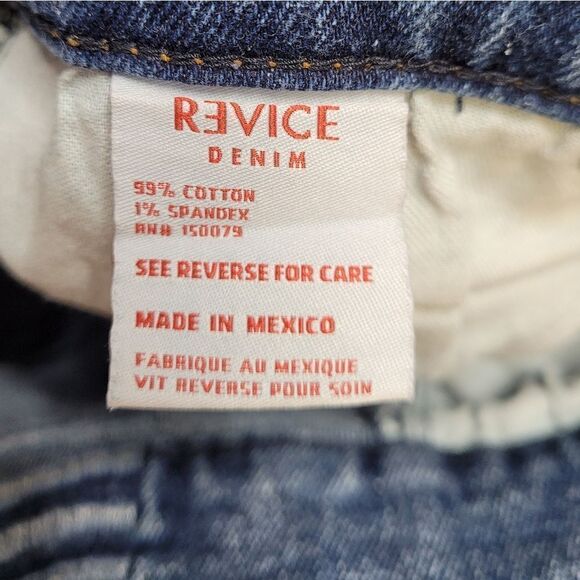 RƎVICE
DENIM
99% COTTON
1% SPANDEX
RN# 150079
SEE REVERSE FOR CARE
MADE IN MEXICO
FABRIQUE AU MEXIQUE
VIT REVERSE POUR SOIN